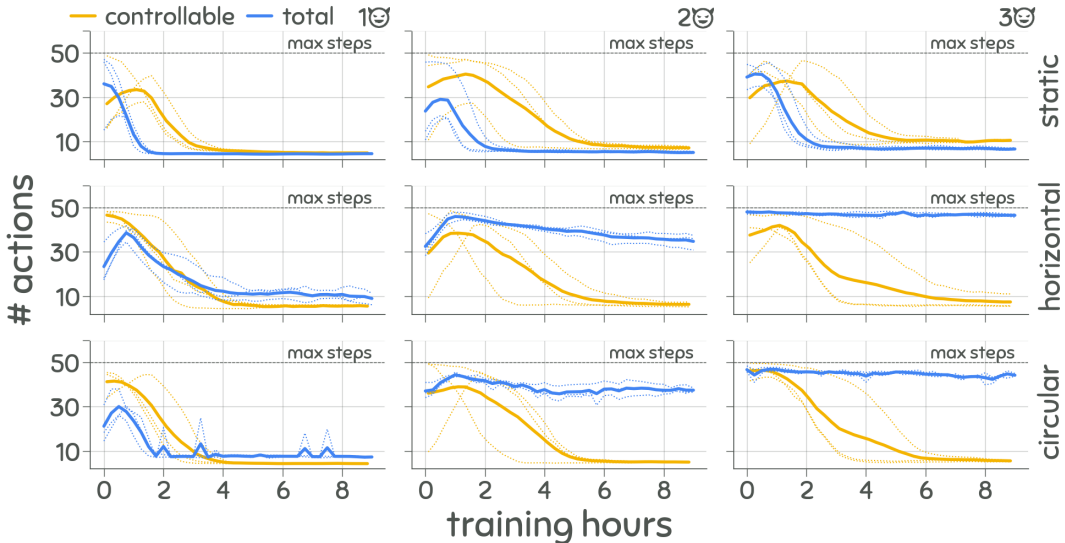 controllable total 1😈 2😈 3😈
max steps max steps max steps
50
30
10
static
max steps max steps max steps
50
30
10
horizontal
# actions
max steps max steps max steps
50
30
10
circular
0 2 4 6 8 0 2 4 6 8 0 2 4 6 8
training hours